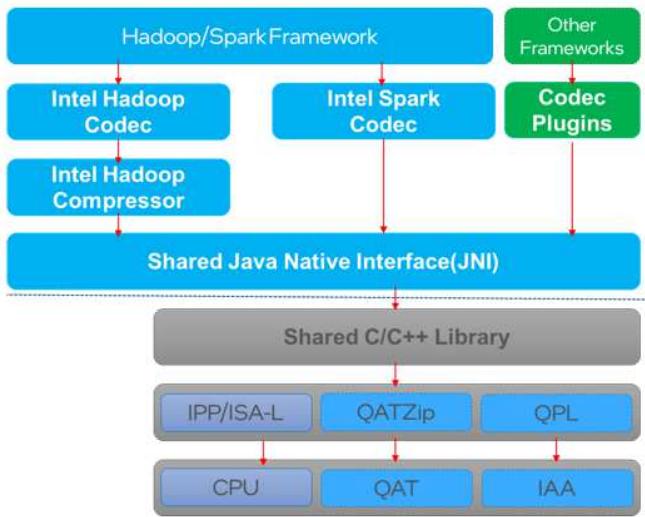 Hadoop/Spark Framework
Other
Frameworks
Intel Hadoop
Codec
Intel Spark
Codec
Codec
Plugins
Intel Hadoop
Compressor
Shared Java Native Interface(JNI)
Shared C/C++ Library
IPP/ISA-L
QATZip
QPL
CPU
QAT
IAA